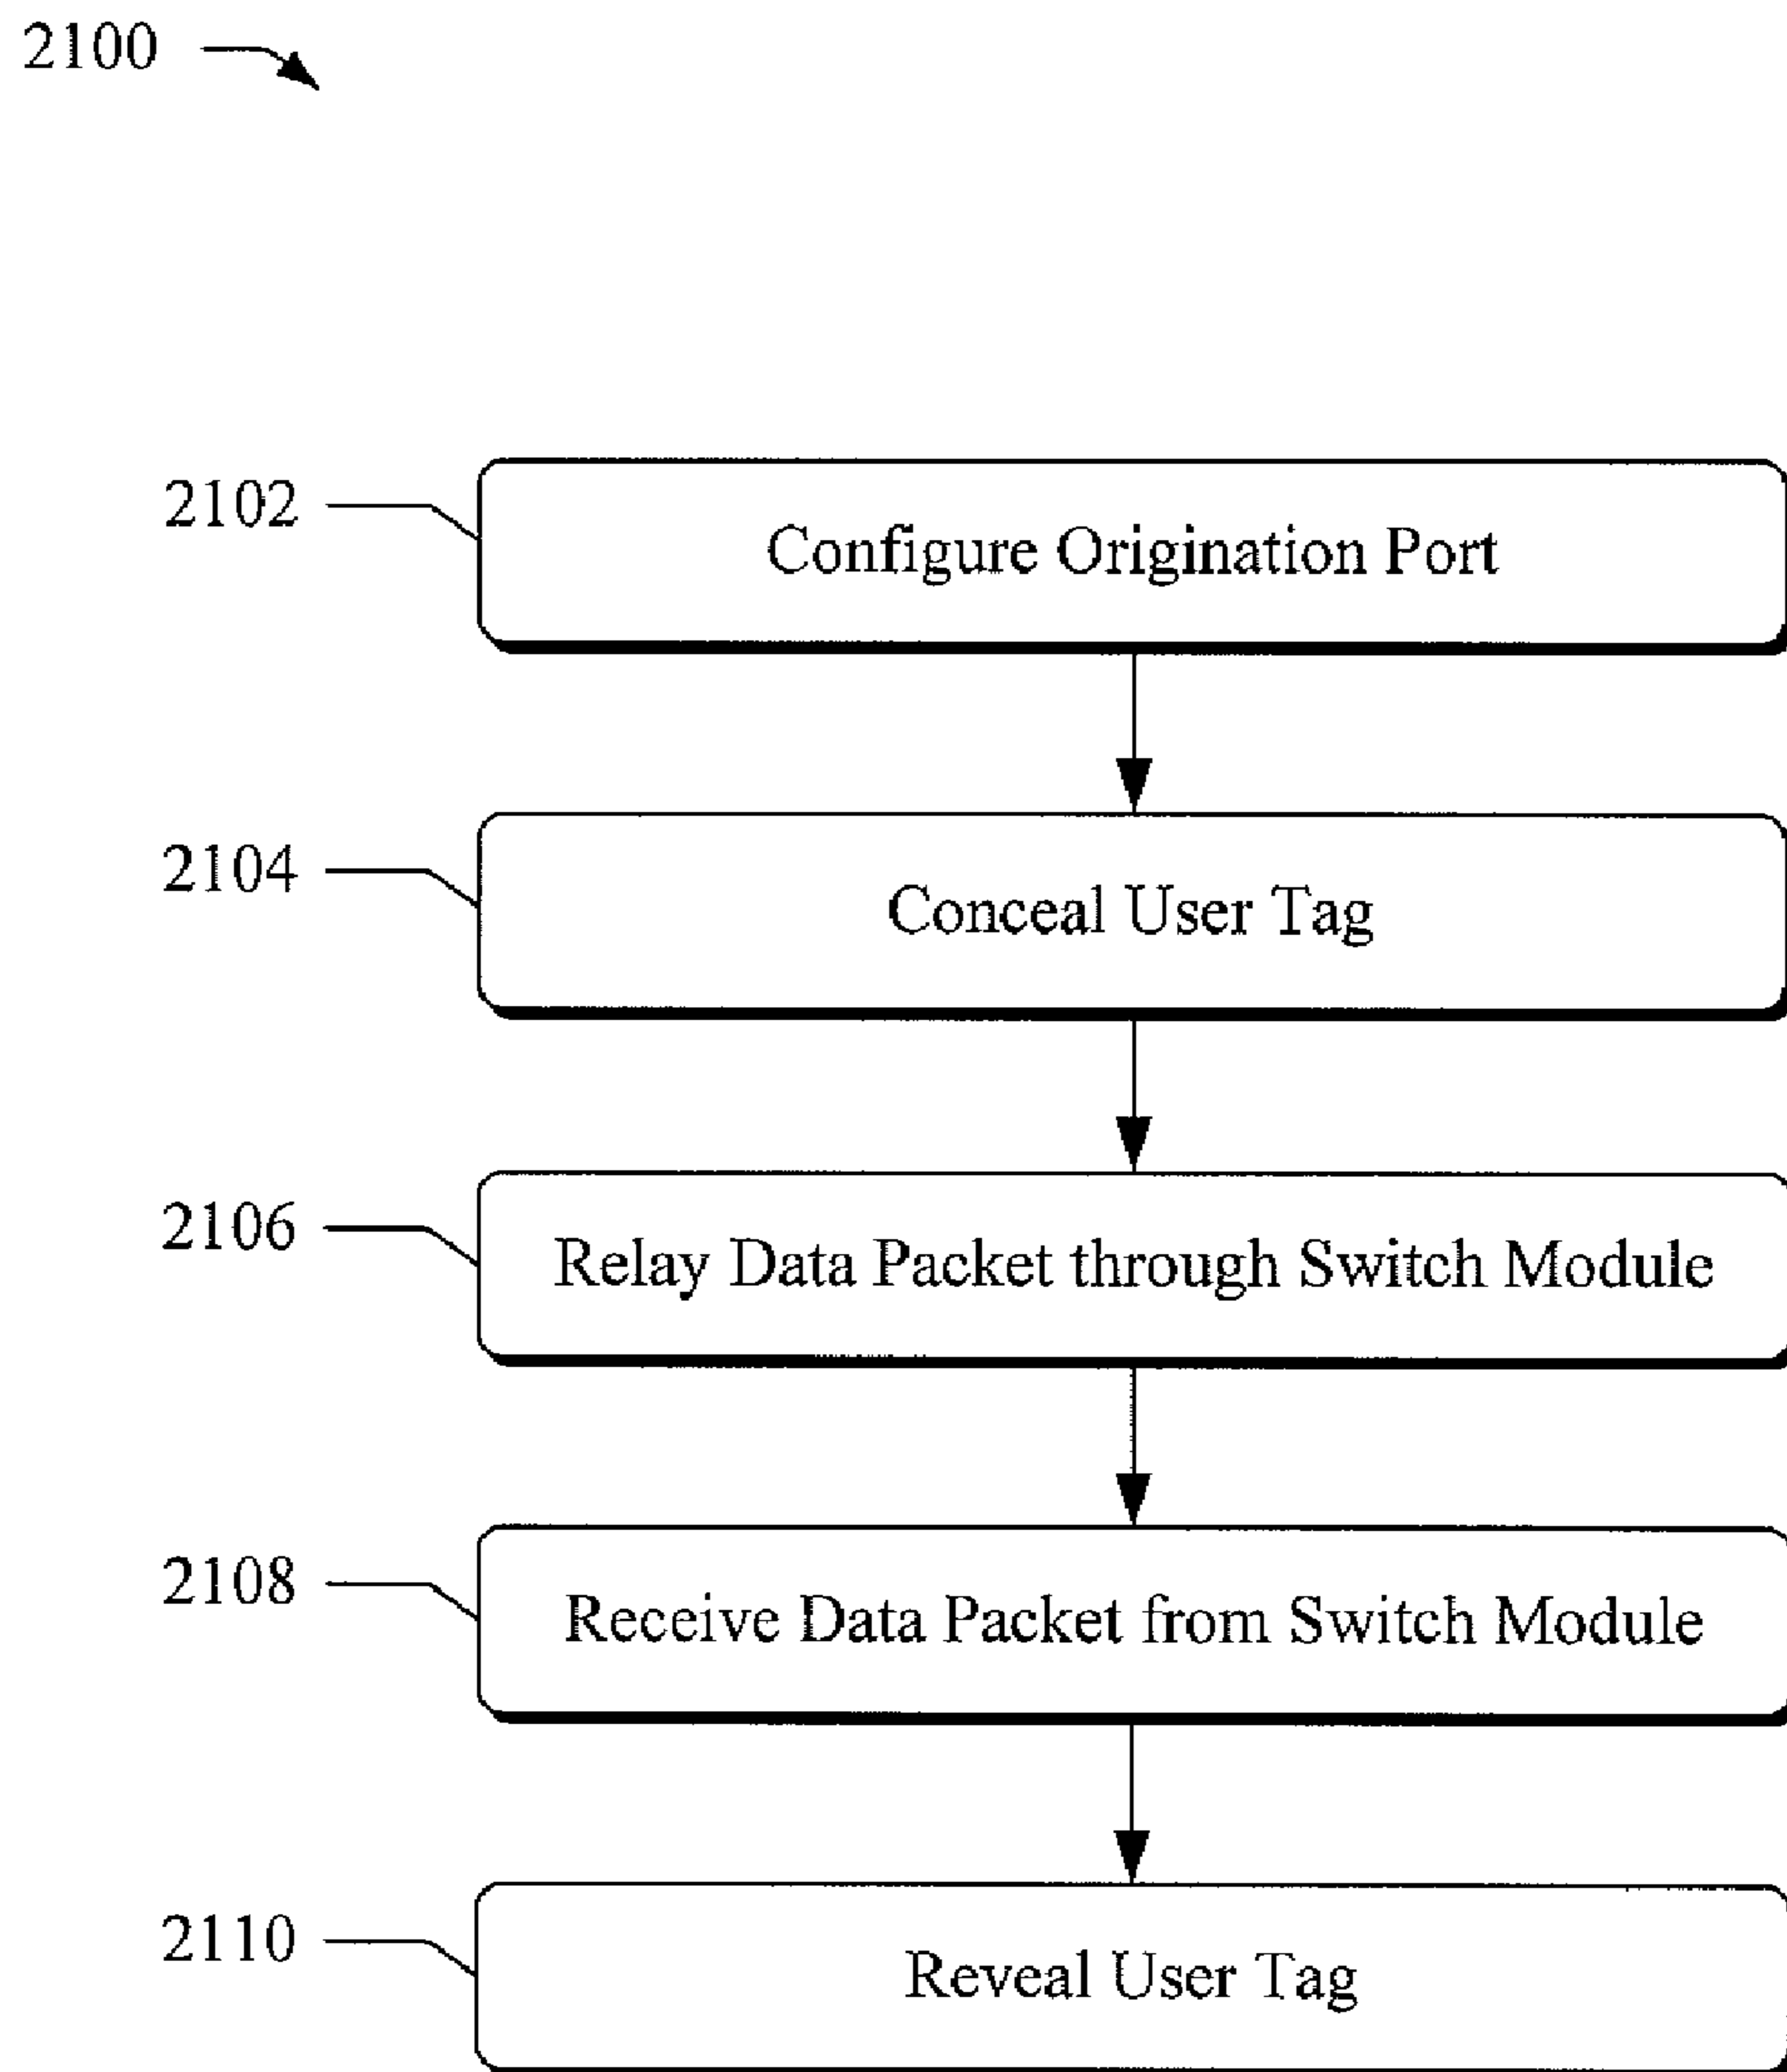 2100
2102
Configure Origination Port
2104
Conceal User Tag
2106
Relay Data Packet through Switch Module
2108
Receive Data Packet from Switch Module
2110
Reveal User Tag